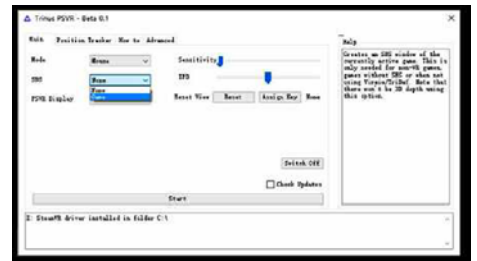 Trinus PSVR - Beta 0.1
Main Position Tracker How to Advanced
Mode Mouse Sensitivity
SBS None IPD
None
PSVR Display Reset View Reset Assign Key None
Switch Off
Check Updates
Start
Help
Creates an SBS window of the
currently active game. This is
only needed for non-VR games,
games without SBS or when not
using Vireio/TriDef. Note that
there won't be 3D depth using
this option.
I: SteamVR driver installed in folder C:\